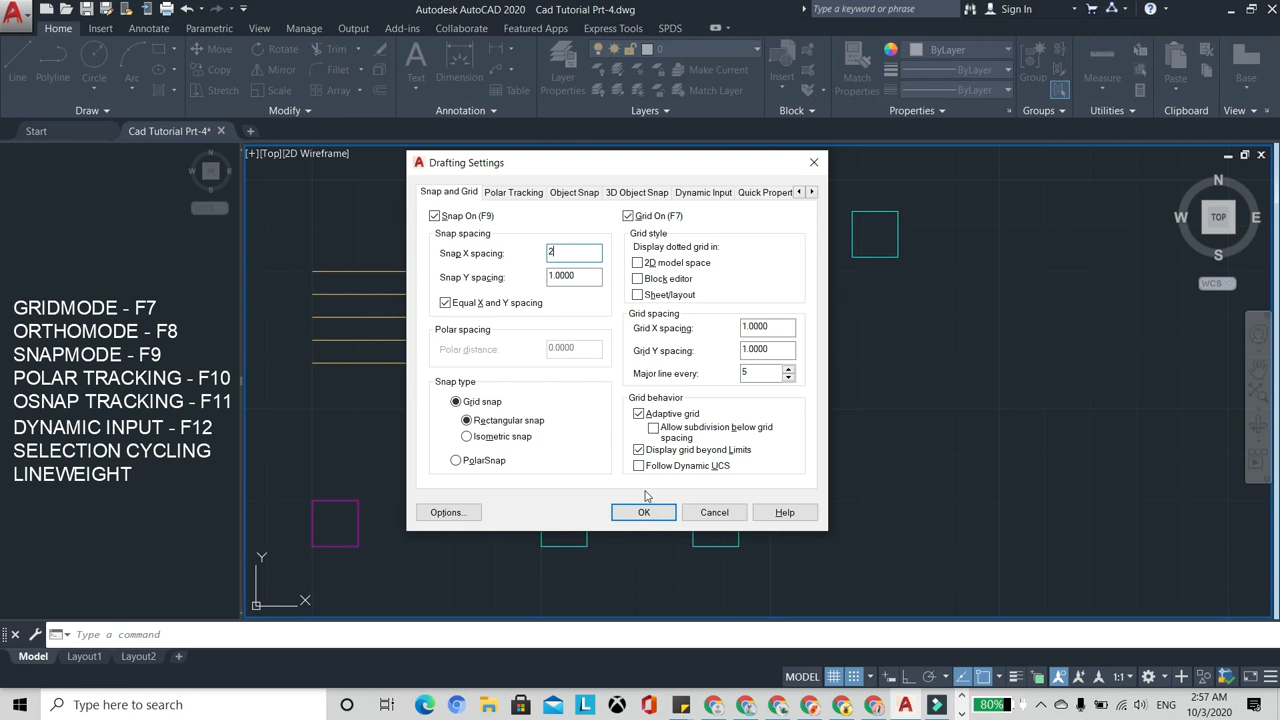 Autodesk AutoCAD 2020 Cad Tutorial Prt-4.dwg
Type a keyword or phrase
Sign In
Home Insert Annotate Parametric View Manage Output Add-ins Collaborate Featured Apps Express Tools SPDS
Line Polyline Circle Arc
Move Rotate Trim
Copy Mirror Fillet
Stretch Scale Array
Text Dimension Table
Layer Properties
0
Make Current
Match Layer
Insert
Match Properties
ByLayer
ByLayer
ByLayer
Group
Measure
Paste
Base
Draw Modify Annotation Layers Block Properties Groups Utilities Clipboard View
Start Cad Tutorial Prt-4*
[+][Top][2D Wireframe]
Drafting Settings
Snap and Grid Polar Tracking Object Snap 3D Object Snap Dynamic Input Quick Propert
Snap On (F9)
Snap spacing
Snap X spacing: 2
Snap Y spacing: 1.0000
Equal X and Y spacing
Polar spacing
Polar distance: 0.0000
Snap type
Grid snap
Rectangular snap
Isometric snap
PolarSnap
Grid On (F7)
Grid style
Display dotted grid in:
2D model space
Block editor
Sheet/layout
Grid spacing
Grid X spacing: 1.0000
Grid Y spacing: 1.0000
Major line every: 5
Grid behavior
Adaptive grid
Allow subdivision below grid
spacing
Display grid beyond Limits
Follow Dynamic UCS
Options... OK Cancel Help
N
W TOP E
S
WCS
GRIDMODE - F7
ORTHOMODE - F8
SNAPMODE - F9
POLAR TRACKING - F10
OSNAP TRACKING - F11
DYNAMIC INPUT - F12
SELECTION CYCLING
LINEWEIGHT
Y
X
Type a command
Model Layout1 Layout2
MODEL 1:1
Type here to search
80%
ENG
2:57 AM
10/3/2020